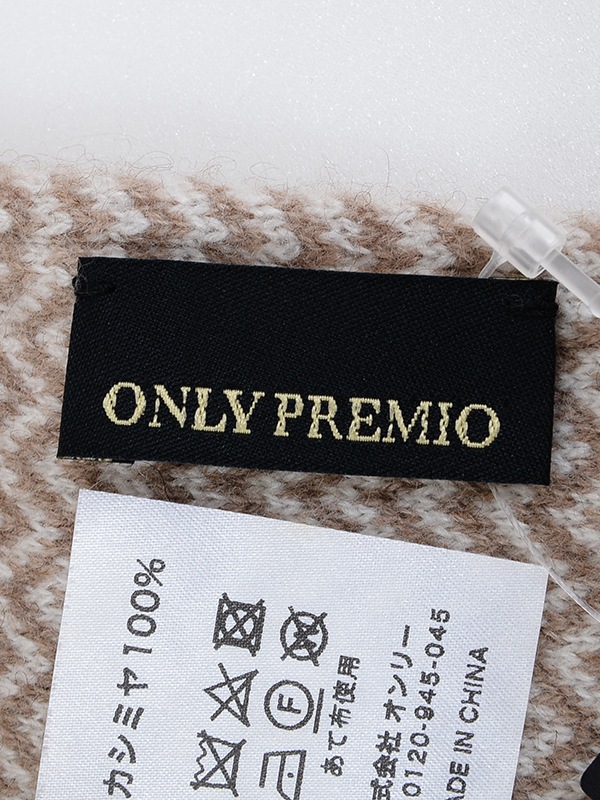 ONLY PREMIO
カシミヤ100%
F
あて布使用
式会社 オンリー
0120-945-045
ADE IN CHINA